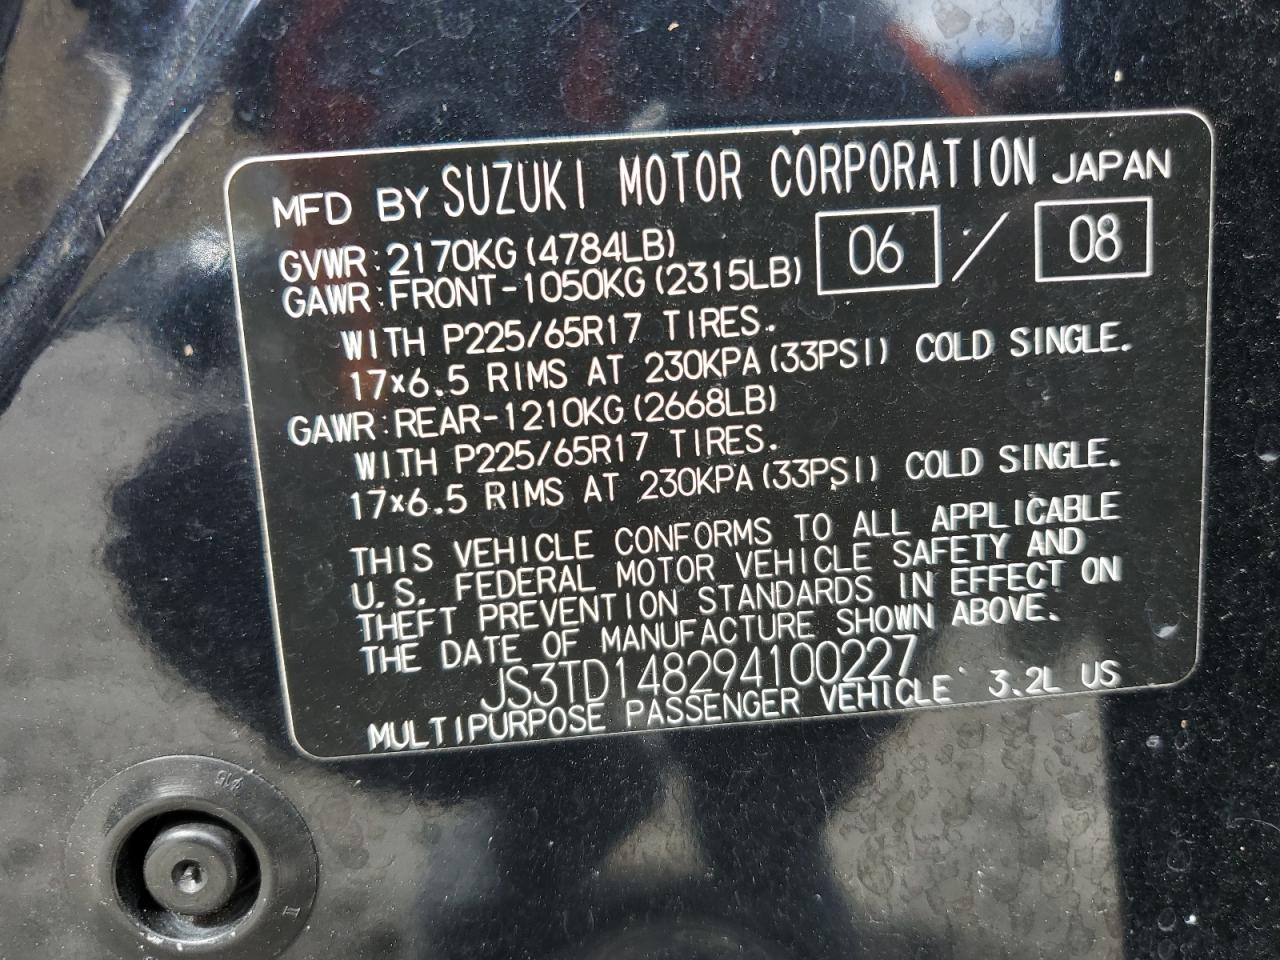 MFD BY SUZUKI MOTOR CORPORATION JAPAN
GVWR:2170KG(4784LB) 06 / 08
GAWR:FRONT-1050KG(2315LB)
WITH P225/65R17 TIRES.
17×6.5 RIMS AT 230KPA(33PSI) COLD SINGLE.
GAWR:REAR-1210KG(2668LB)
WITH P225/65R17 TIRES.
17×6.5 RIMS AT 230KPA(33PSI) COLD SINGLE.
THIS VEHICLE CONFORMS TO ALL APPLICABLE
U.S. FEDERAL MOTOR VEHICLE SAFETY AND
THEFT PREVENTION STANDARDS IN EFFECT ON
THE DATE OF MANUFACTURE SHOWN ABOVE.
JS3TD148294100227
MULTIPURPOSE PASSENGER VEHICLE 3.2L US